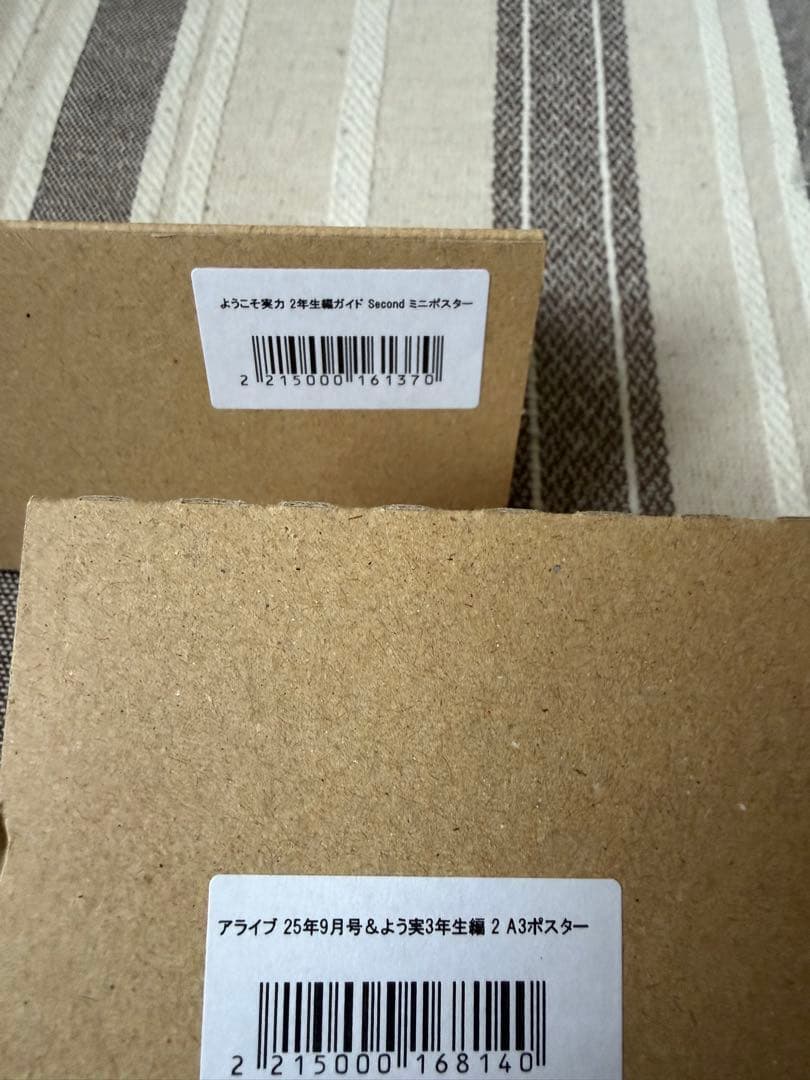 ようこそ実力 2年生編ガイド Second ミニポスター
2 215000 161370
アライブ 25年9月号&よう実3年生編 2 A3ポスター
2 215000 168140